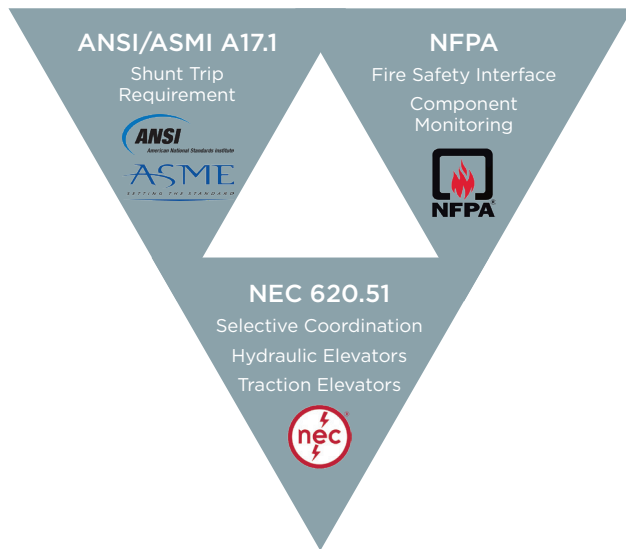 ANSI/ASMI A17.1
Shunt Trip
Requirement
ANSI
American National Standards Institute
ASME
SETTING THE STANDARD
NFPA
Fire Safety Interface
Component
Monitoring
NFPA®
NEC 620.51
Selective Coordination
Hydraulic Elevators
Traction Elevators
nec®